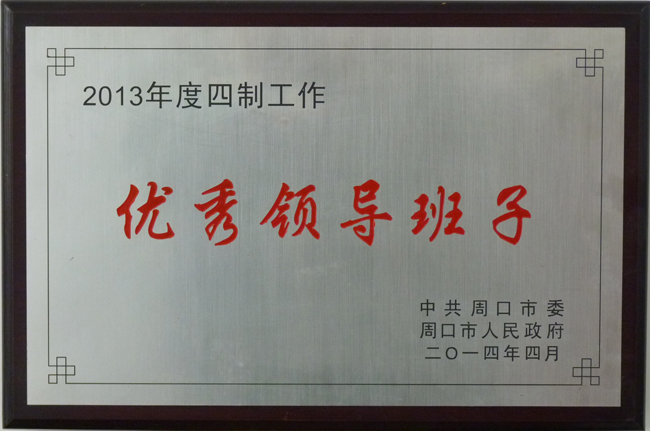 2013年度四制工作
优秀领导班子
中共周口市委
周口市人民政府
二〇一四年四月